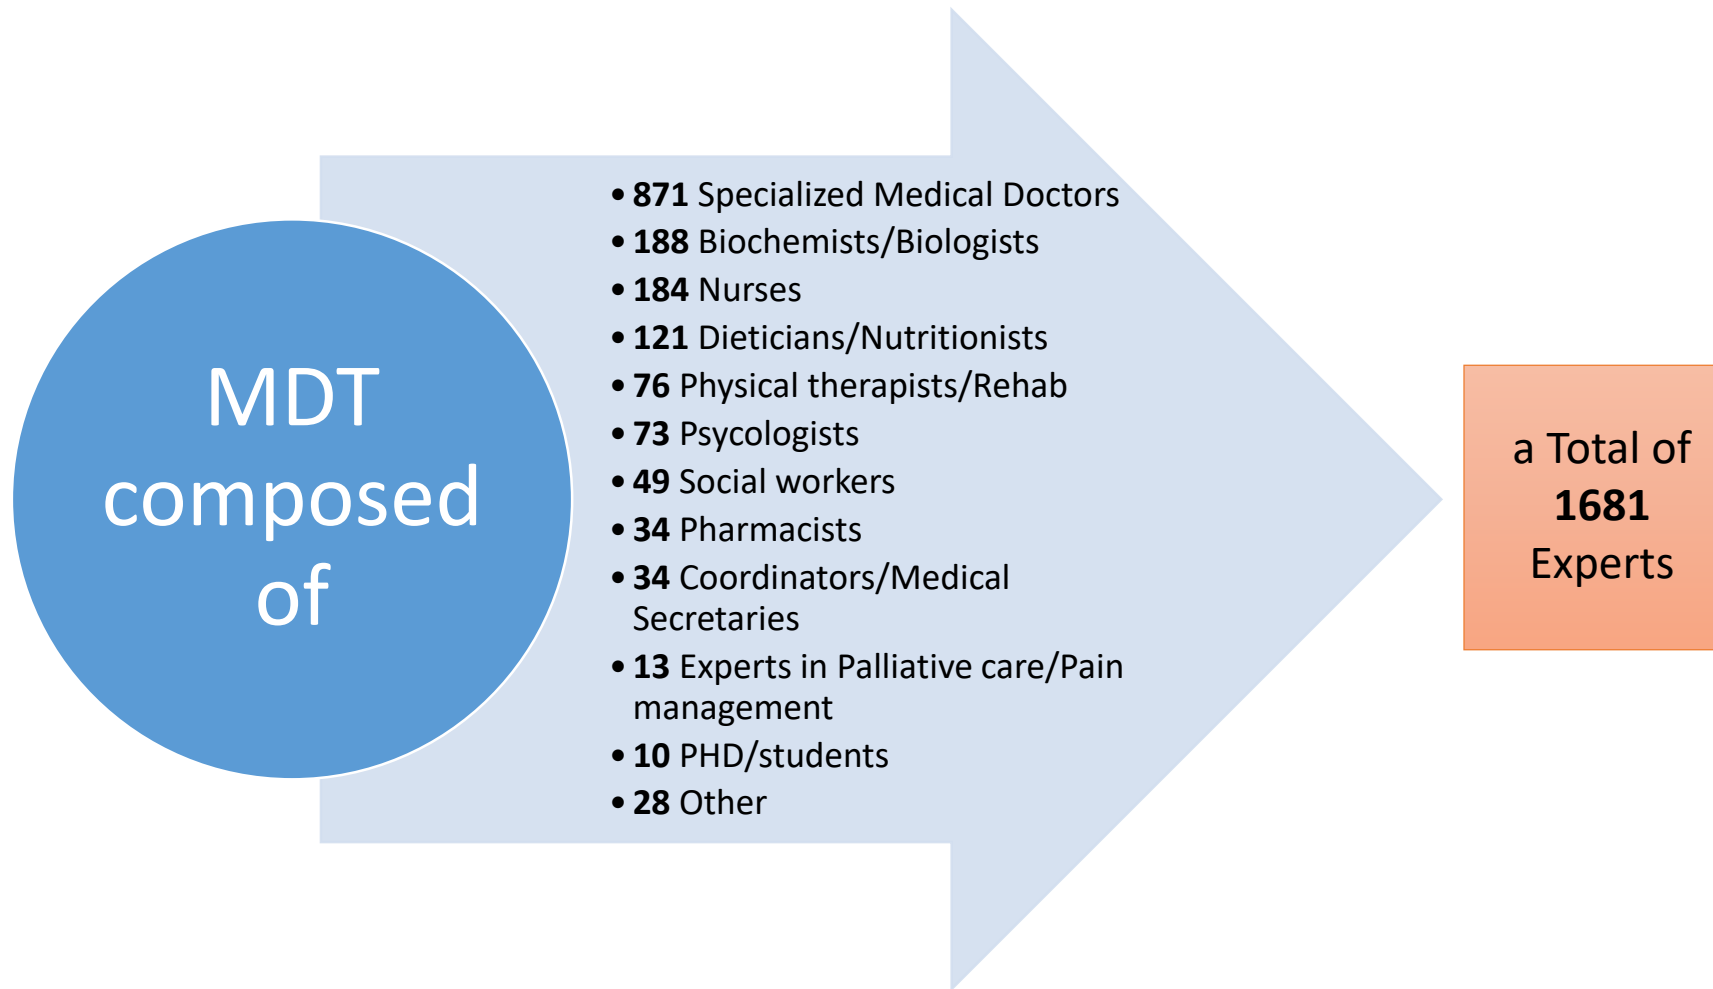 MDT
composed
of
• 871 Specialized Medical Doctors
• 188 Biochemists/Biologists
• 184 Nurses
• 121 Dieticians/Nutritionists
• 76 Physical therapists/Rehab
• 73 Psycologists
• 49 Social workers
• 34 Pharmacists
• 34 Coordinators/Medical
Secretaries
• 13 Experts in Palliative care/Pain
management
• 10 PHD/students
• 28 Other
a Total of
1681
Experts